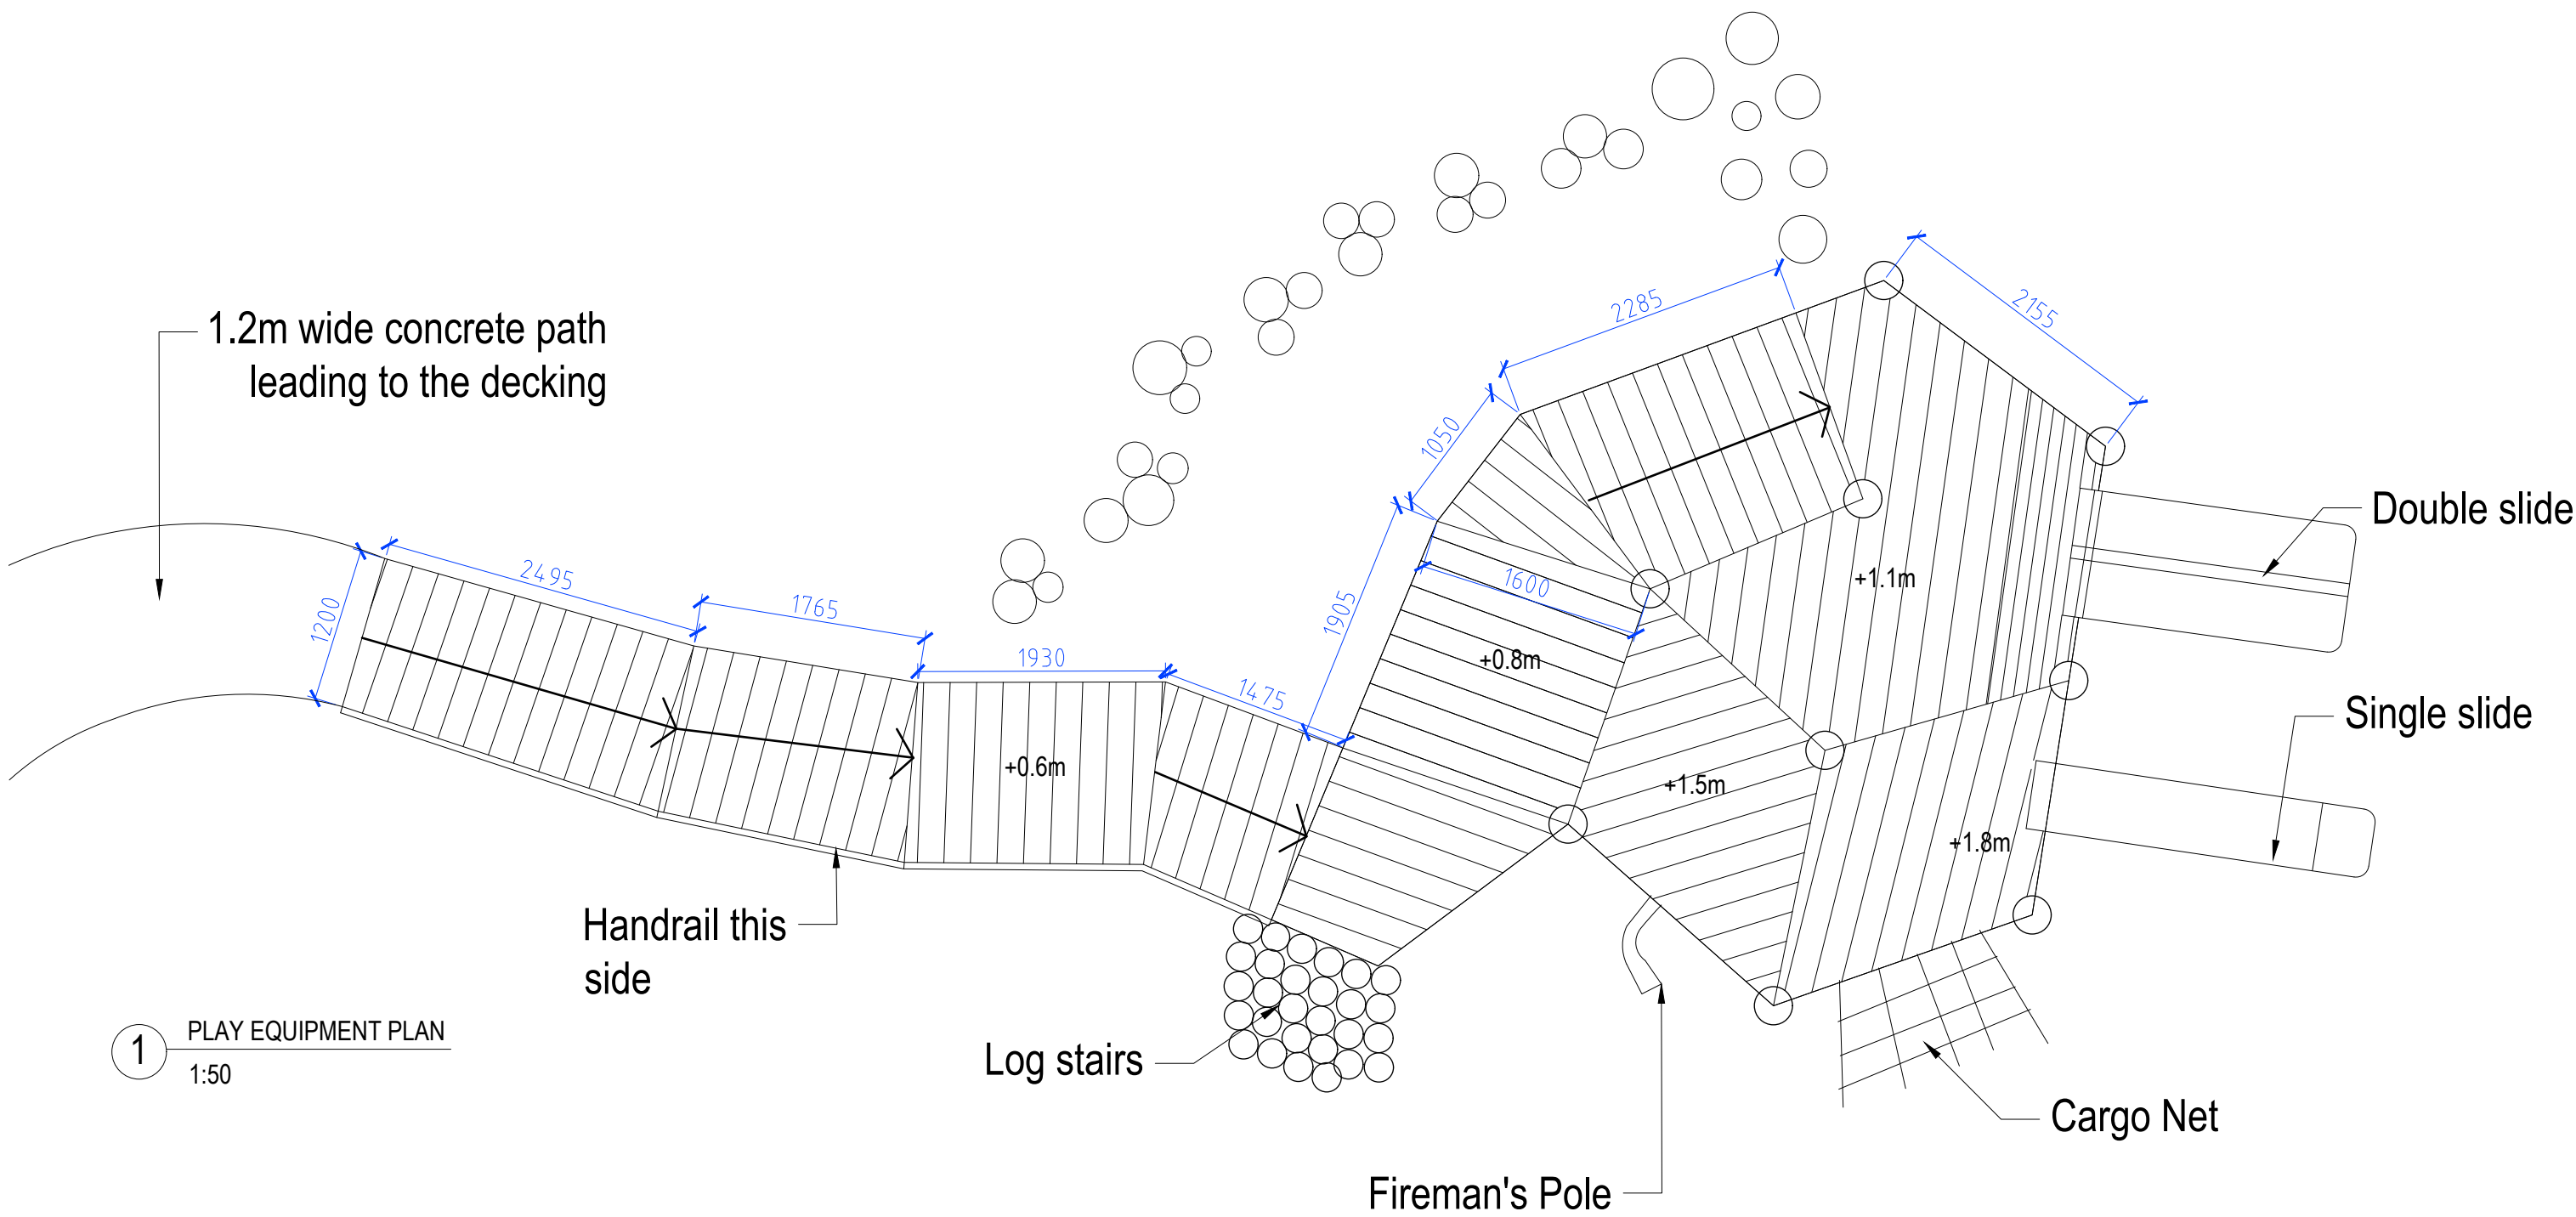 1.2m wide concrete path
leading to the decking
2285
2155
1050
Double slide
2495
1200
1765
1930
1475
1905
1600
+1.1m
+0.8m
+0.6m
+1.5m
+1.8m
Single slide
Handrail this
side
1
PLAY EQUIPMENT PLAN
1:50
Log stairs
Cargo Net
Fireman's Pole